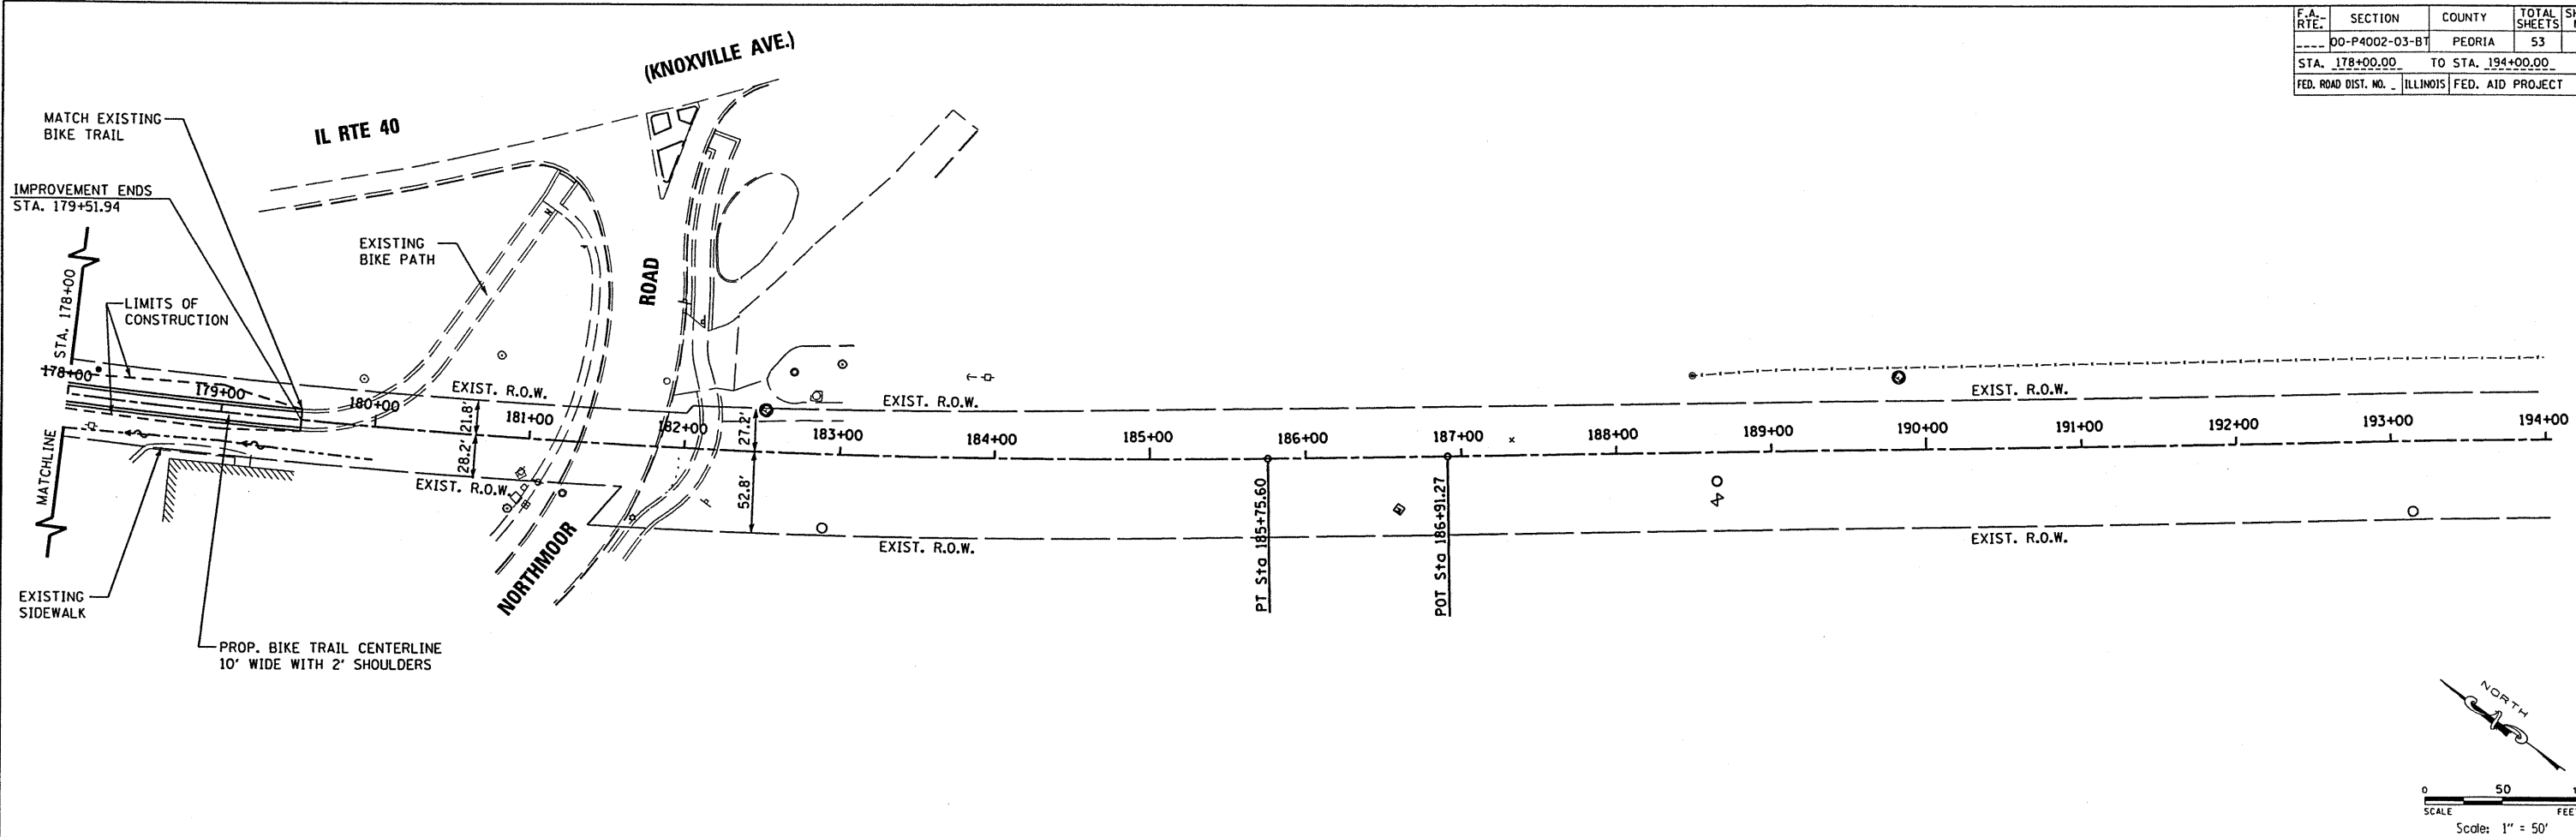 F.A. RTE.
SECTION
COUNTY
TOTAL SHEETS
00-P4002-03-BT
PEORIA
53
STA. 178+00.00 TO STA. 194+00.00
FED. ROAD DIST. NO. _
ILLINOIS
FED. AID PROJECT
(KNOXVILLE AVE.)
IL RTE 40
MATCH EXISTING
BIKE TRAIL
IMPROVEMENT ENDS
STA. 179+51.94
EXISTING
BIKE PATH
ROAD
STA. 178+00
LIMITS OF
CONSTRUCTION
178+00
179+00
180+00
181+00
182+00
183+00
184+00
185+00
186+00
187+00
188+00
189+00
190+00
191+00
192+00
193+00
194+00
EXIST. R.O.W.
EXIST. R.O.W.
EXIST. R.O.W.
21.8'
28.2'
27.2'
52.8'
EXIST. R.O.W.
EXIST. R.O.W.
EXIST. R.O.W.
MATCHLINE
NORTHMOOR
PT Sta 185+75.60
POT Sta 186+91.27
EXISTING
SIDEWALK
PROP. BIKE TRAIL CENTERLINE
10' WIDE WITH 2' SHOULDERS
NORTH
0
50
SCALE
Scale: 1" = 50'